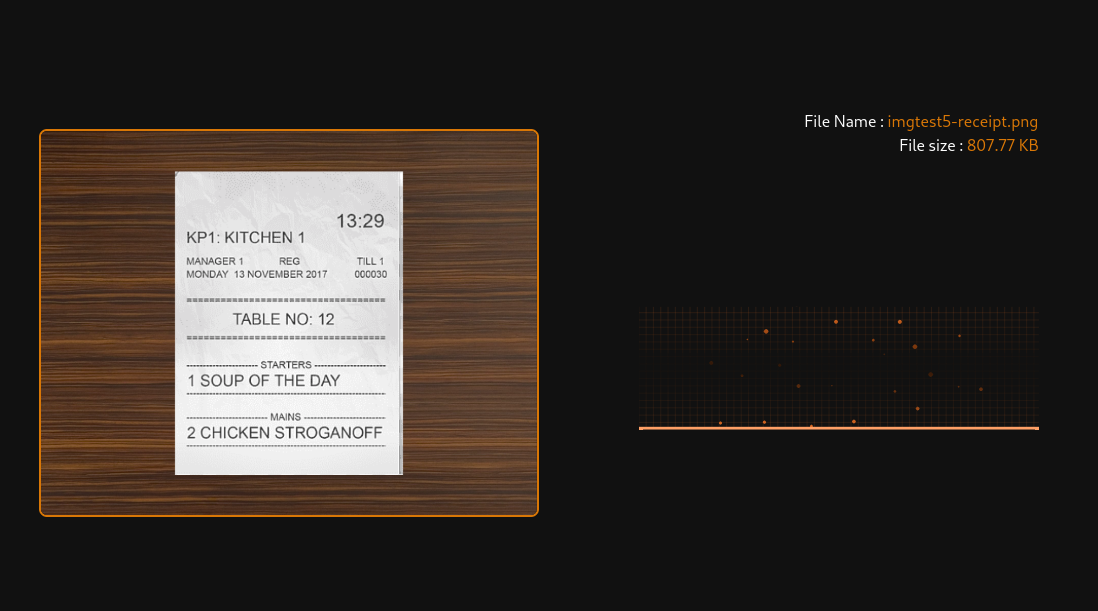 File Name : imgtest5-receipt.png
File size : 807.77 KB
13:29
KP1: KITCHEN 1
MANAGER 1 REG TILL 1
MONDAY 13 NOVEMBER 2017 000030
=========================================
TABLE NO: 12
=========================================
---------------------- STARTERS ----------------------
1 SOUP OF THE DAY
------------------------------------------------------------
------------------------- MAINS -------------------------
2 CHICKEN STROGANOFF
------------------------------------------------------------